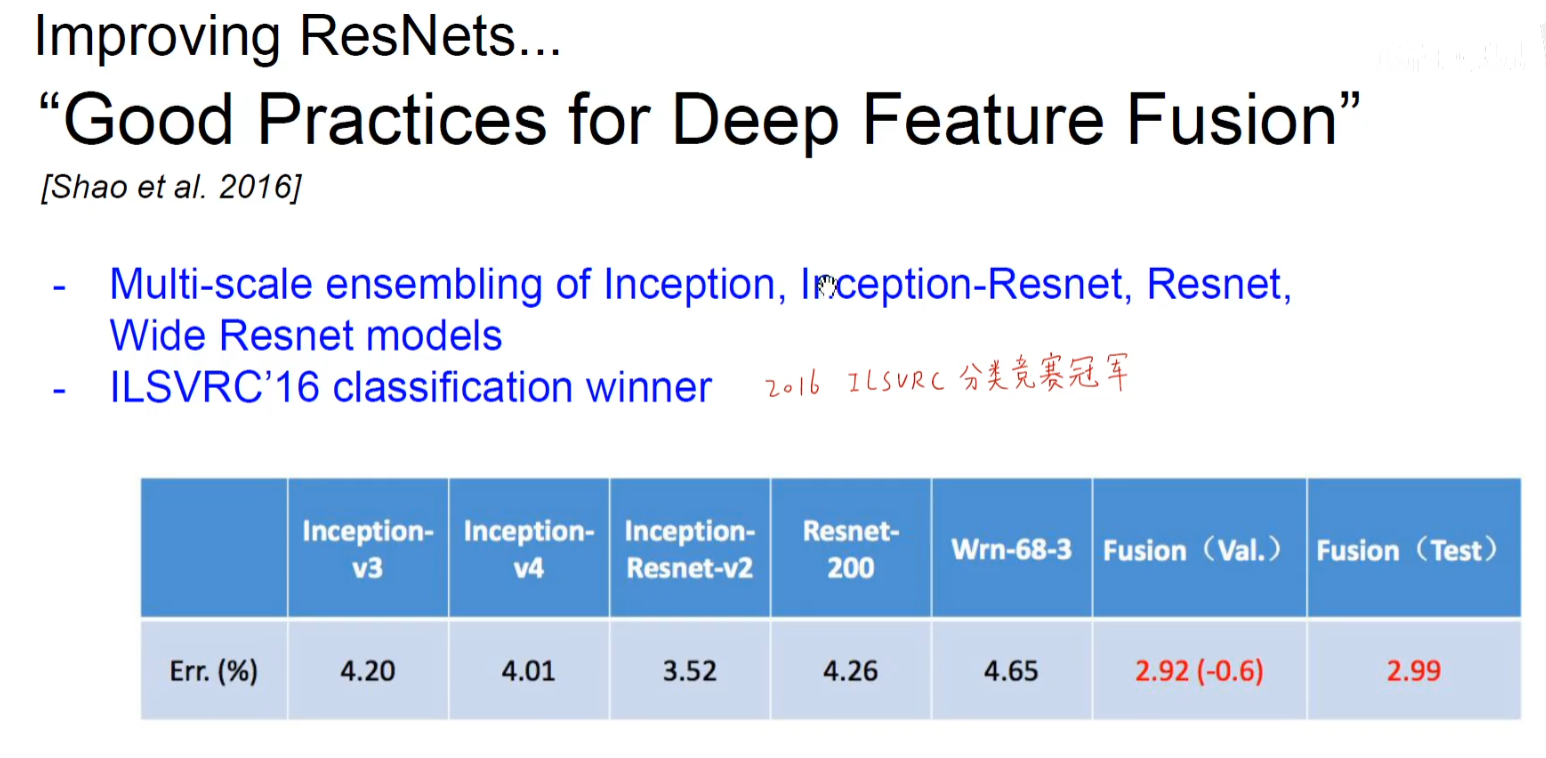 Improving ResNets...
“Good Practices for Deep Feature Fusion”
[Shao et al. 2016]
- Multi-scale ensembling of Inception, Inception-Resnet, Resnet,
Wide Resnet models
- ILSVRC’16 classification winner 2016 ILSVRC 分类竞赛冠军
Inception-v3 Inception-v4 Inception-Resnet-v2 Resnet-200 Wrn-68-3 Fusion（Val.） Fusion（Test）
Err. (%) 4.20 4.01 3.52 4.26 4.65 2.92 (-0.6) 2.99